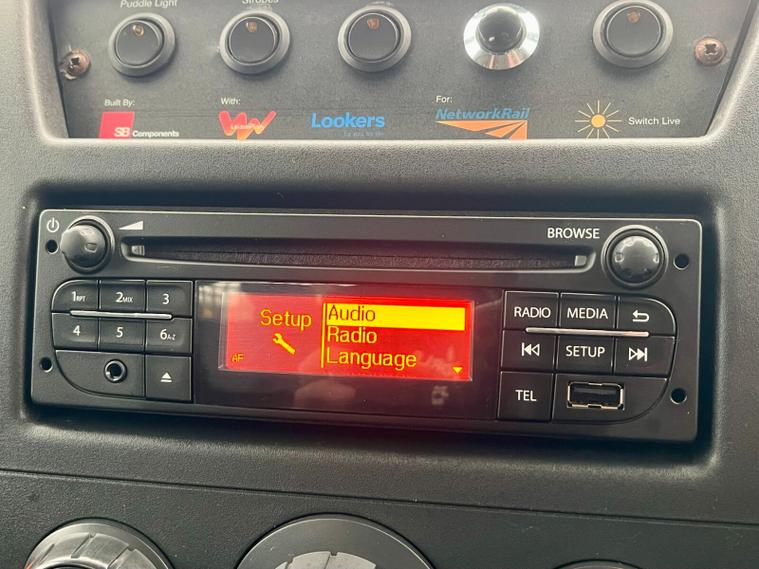 Puddle Light
Strobes
Built By:
With:
For:
SB Components
Lookers
NetworkRail
Switch Live
BROWSE
1RPT
2MIX
3
4
5
6A-Z
Setup
AF
Audio
Radio
Language
RADIO
MEDIA
SETUP
TEL